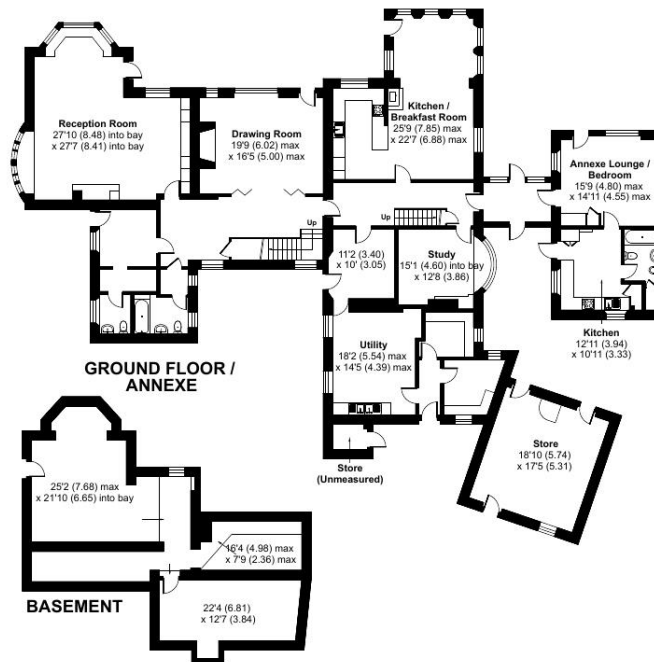 Reception Room
27'10 (8.48) into bay
x 27'7 (8.41) into bay
Drawing Room
19'9 (6.02) max
x 16'5 (5.00) max
Kitchen /
Breakfast Room
25'9 (7.85) max
x 22'7 (6.88) max
Annexe Lounge /
Bedroom
15'9 (4.80) max
x 14'11 (4.55) max
Up
Up
11'2 (3.40)
x 10' (3.05)
Study
15'1 (4.60) into bay
x 12'8 (3.86)
Kitchen
12'11 (3.94)
x 10'11 (3.33)
Utility
18'2 (5.54) max
x 14'5 (4.39) max
GROUND FLOOR /
ANNEXE
Store
18'10 (5.74)
x 17'5 (5.31)
Store
(Unmeasured)
25'2 (7.68) max
x 21'10 (6.65) into bay
16'4 (4.98) max
x 7'9 (2.36) max
BASEMENT
22'4 (6.81)
x 12'7 (3.84)